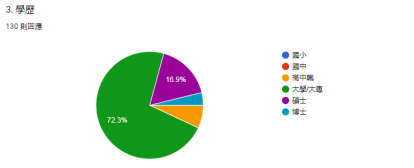 3. 學歷
130 則回應
16.9%
72.3%
國小
國中
高中職
大學/大專
碩士
博士